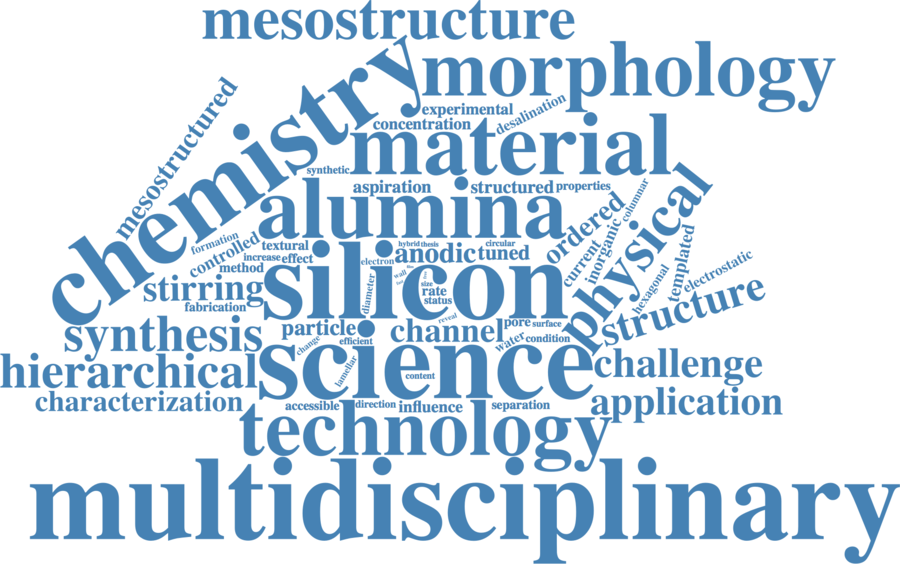 mesostructure
morphology
chemistry
mesostructured
experimental
desalination
concentration
material
synthetic
aspiration
structured
properties
physical
columnar
alumina
ordered
formation
controlled
textural
hybrid
thesis
circular
inorganic
templated
current
increase
effect
anodic
tuned
electron
method
silicon
wall
size
rate
status
diameter
hexagonal
electrostatic
stirring
fabrication
structure
reveal
synthesis
particle
channel
pore
surface
change
efficient
water
condition
science
hierarchical
lamellar
content
challenge
characterization
accessible
direction
influence
separation
application
technology
multidisciplinary